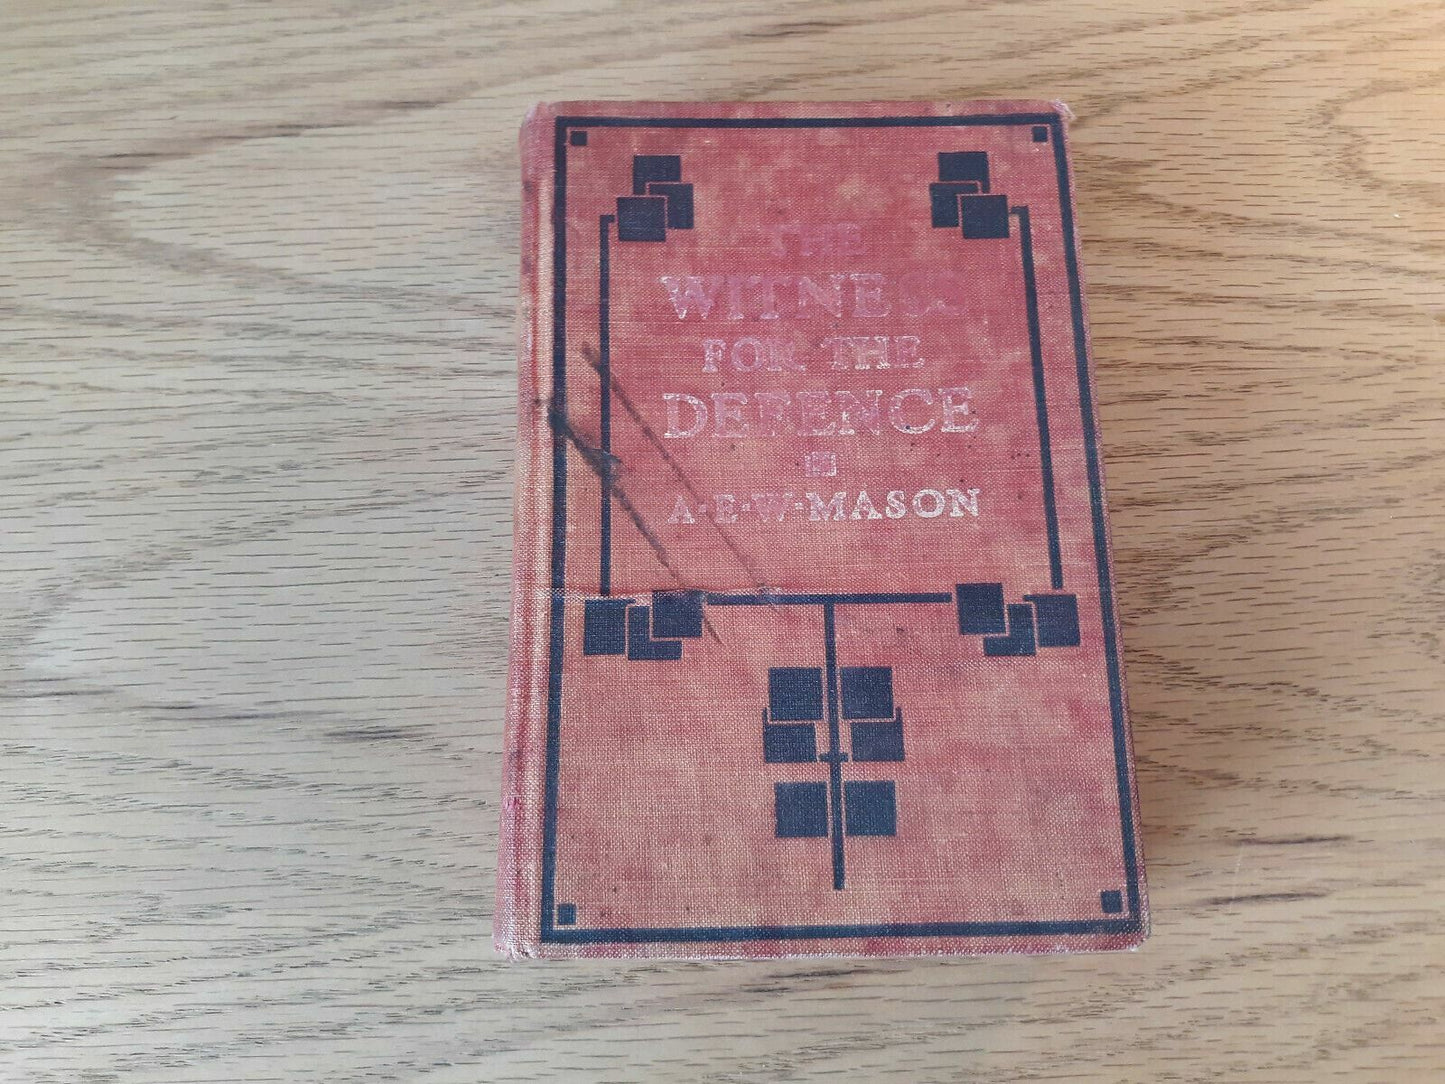 THE
WITNESS
FOR THE
DEFENCE
A·E·W·MASON